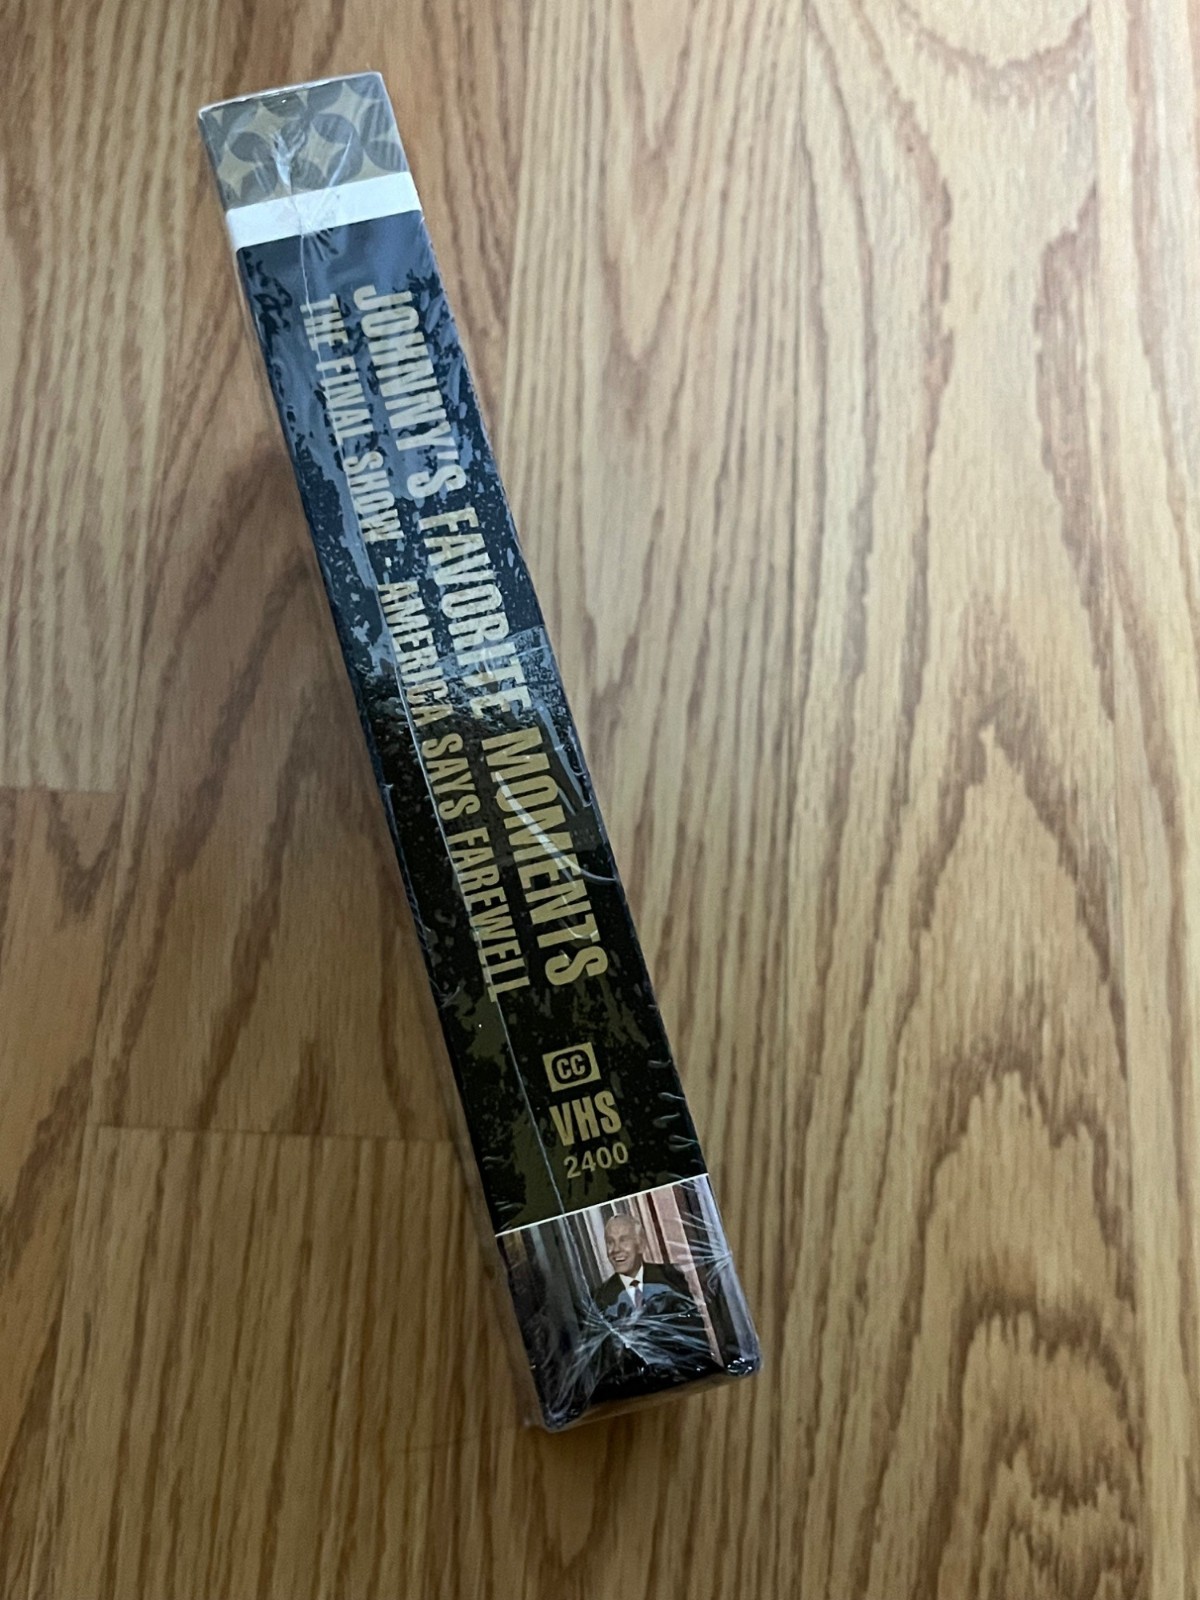 JOHNNY'S FAVORITE MOMENTS
THE FINAL SHOW - AMERICA SAYS FAREWELL
CC
VHS
2400